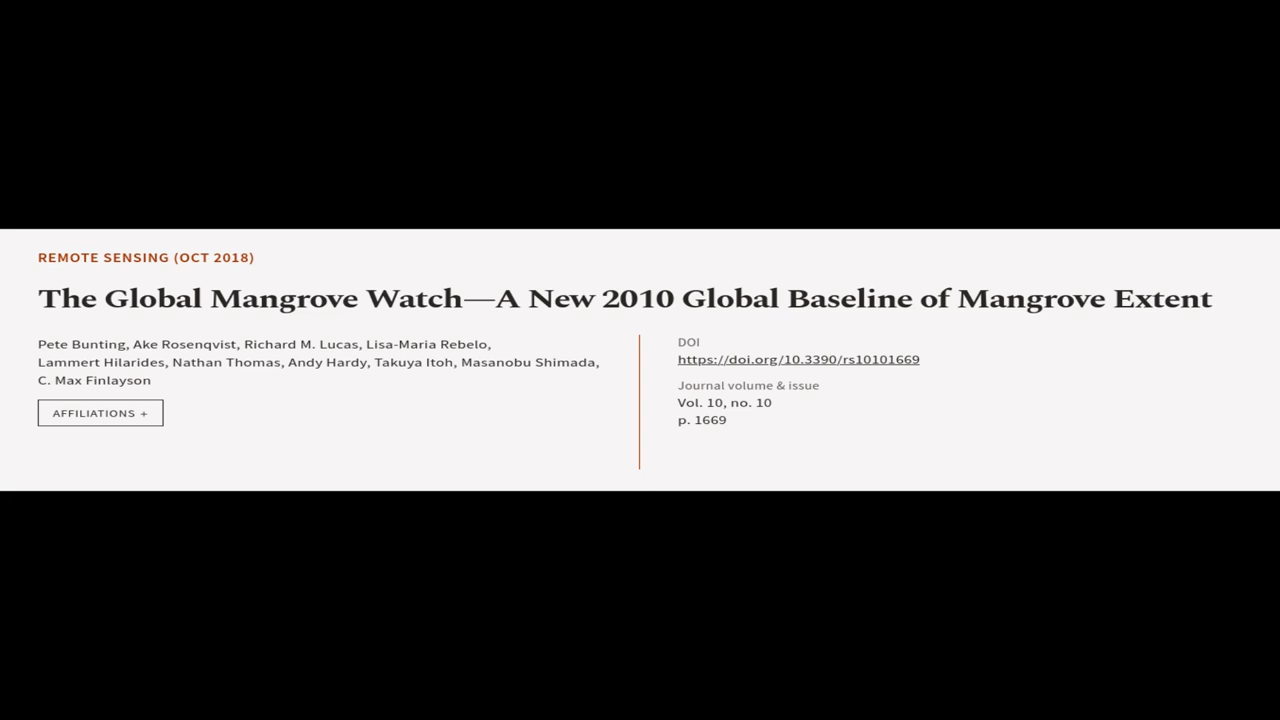 REMOTE SENSING (OCT 2018)
The Global Mangrove Watch—A New 2010 Global Baseline of Mangrove Extent
Pete Bunting, Ake Rosenqvist, Richard M. Lucas, Lisa-Maria Rebelo,
Lammert Hilarides, Nathan Thomas, Andy Hardy, Takuya Itoh, Masanobu Shimada,
C. Max Finlayson
AFFILIATIONS +
DOI
https://doi.org/10.3390/rs10101669
Journal volume & issue
Vol. 10, no. 10
p. 1669